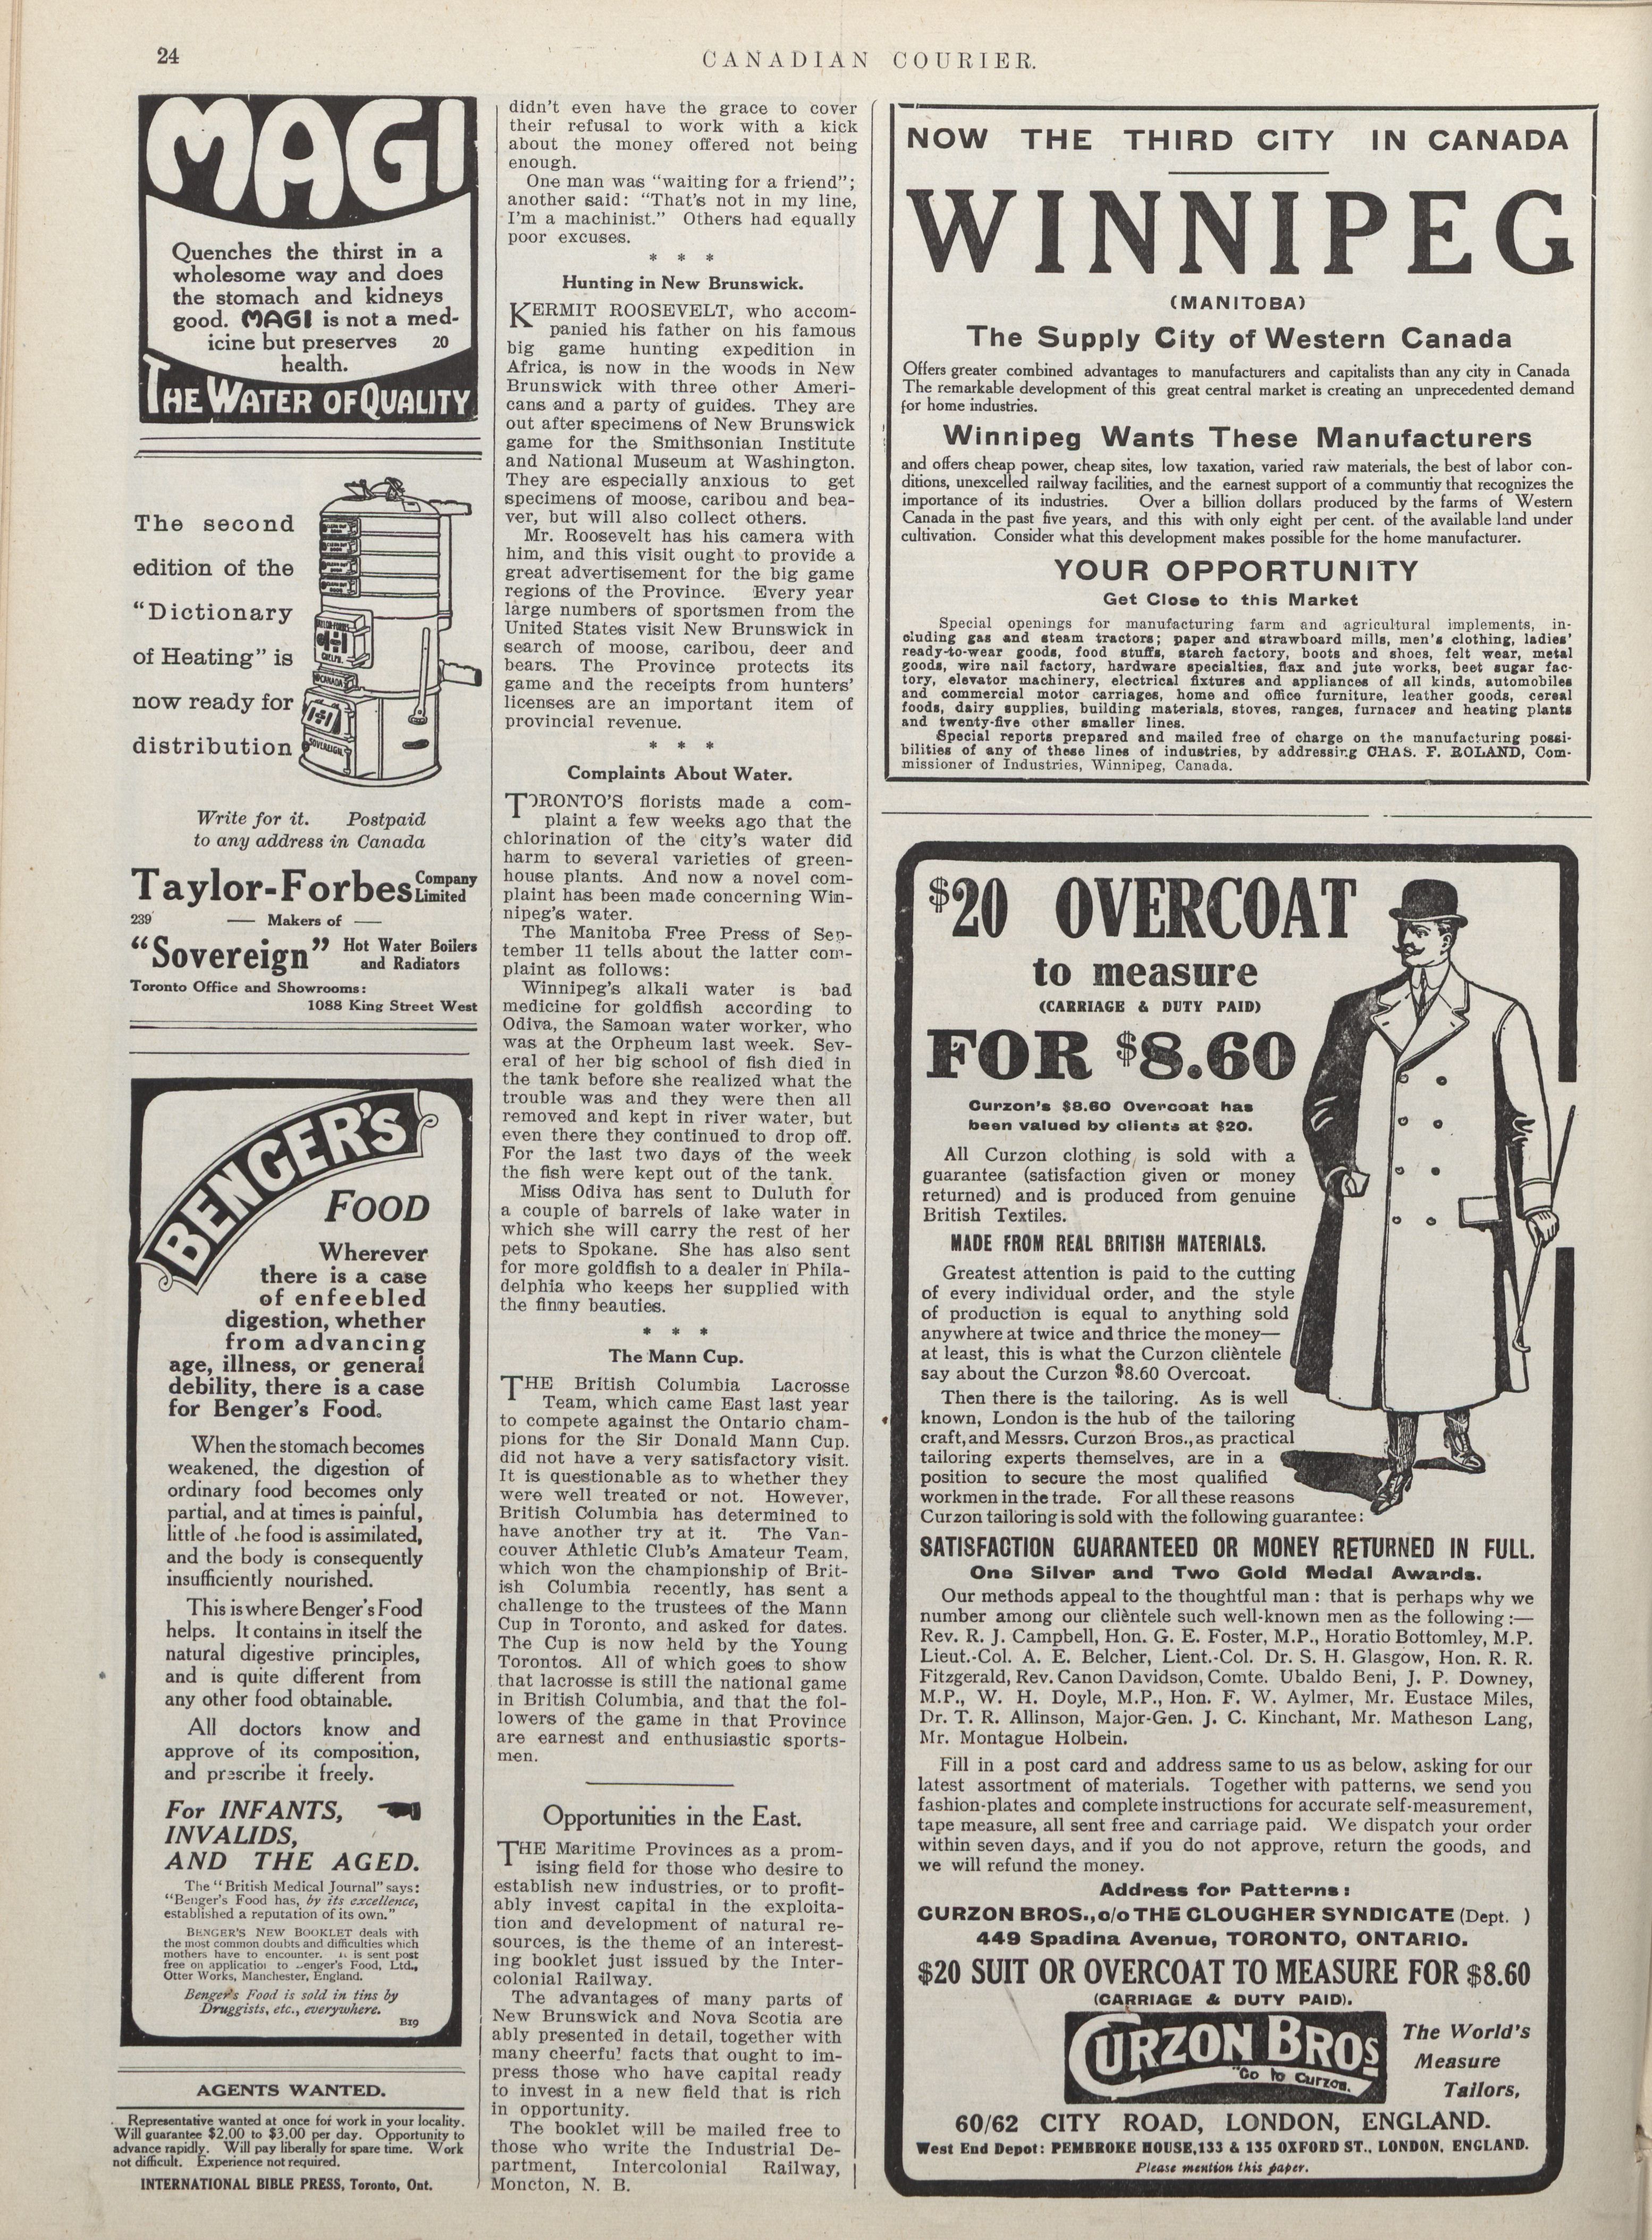 24
CANADIAN COURIER.
MAGI
Quenches the thirst in a
wholesome way and does
the stomach and kidneys
good. MAGI is not a med-
icine but preserves 20
health.
THE WATER OF QUALITY
The second
edition of the
"Dictionary
of Heating" is
now ready for
distribution
TAYLOR-FORBES
GUELPH.
CANADA
SOVEREIGN
Write for it. Postpaid
to any address in Canada
Taylor-Forbes Company Limited
239
— Makers of —
"Sovereign" Hot Water Boilers
and Radiators
Toronto Office and Showrooms:
1088 King Street West
BENGER'S
FOOD
Wherever
there is a case
of enfeebled
digestion, whether
from advancing
age, illness, or general
debility, there is a case
for Benger's Food.
When the stomach becomes
weakened, the digestion of
ordinary food becomes only
partial, and at times is painful,
little of .he food is assimilated,
and the body is consequently
insufficiently nourished.
This is where Benger's Food
helps. It contains in itself the
natural digestive principles,
and is quite different from
any other food obtainable.
All doctors know and
approve of its composition,
and prescribe it freely.
For INFANTS,
INVALIDS,
AND THE AGED.
The "British Medical Journal" says:
"Benger's Food has, by its excellence,
established a reputation of its own."
BENGER'S NEW BOOKLET deals with
the most common doubts and difficulties which
mothers have to encounter. It is sent post
free on application to Benger's Food, Ltd.,
Otter Works, Manchester, England.
Benger's Food is sold in tins by
Druggists, etc., everywhere.
B19
AGENTS WANTED.
Representative wanted at once for work in your locality.
Will guarantee $2.00 to $3.00 per day. Opportunity to
advance rapidly. Will pay liberally for spare time. Work
not difficult. Experience not required.
INTERNATIONAL BIBLE PRESS, Toronto, Ont.
didn't even have the grace to cover
their refusal to work with a kick
about the money offered not being
enough.
One man was "waiting for a friend";
another said: "That's not in my line,
I'm a machinist." Others had equally
poor excuses.
* * *
Hunting in New Brunswick.
KERMIT ROOSEVELT, who accom-
panied his father on his famous
big game hunting expedition in
Africa, is now in the woods in New
Brunswick with three other Ameri-
cans and a party of guides. They are
out after specimens of New Brunswick
game for the Smithsonian Institute
and National Museum at Washington.
They are especially anxious to get
specimens of moose, caribou and bea-
ver, but will also collect others.
Mr. Roosevelt has his camera with
him, and this visit ought to provide a
great advertisement for the big game
regions of the Province. Every year
large numbers of sportsmen from the
United States visit New Brunswick in
search of moose, caribou, deer and
bears. The Province protects its
game and the receipts from hunters'
licenses are an important item of
provincial revenue.
* * *
Complaints About Water.
TORONTO'S florists made a com-
plaint a few weeks ago that the
chlorination of the city's water did
harm to several varieties of green-
house plants. And now a novel com-
plaint has been made concerning Win-
nipeg's water.
The Manitoba Free Press of Sep-
tember 11 tells about the latter com-
plaint as follows:
Winnipeg's alkali water is bad
medicine for goldfish according to
Odiva, the Samoan water worker, who
was at the Orpheum last week. Sev-
eral of her big school of fish died in
the tank before she realized what the
trouble was and they were then all
removed and kept in river water, but
even there they continued to drop off.
For the last two days of the week
the fish were kept out of the tank.
Miss Odiva has sent to Duluth for
a couple of barrels of lake water in
which she will carry the rest of her
pets to Spokane. She has also sent
for more goldfish to a dealer in Phila-
delphia who keeps her supplied with
the finny beauties.
* * *
The Mann Cup.
THE British Columbia Lacrosse
Team, which came East last year
to compete against the Ontario cham-
pions for the Sir Donald Mann Cup.
did not have a very satisfactory visit.
It is questionable as to whether they
were well treated or not. However,
British Columbia has determined to
have another try at it. The Van-
couver Athletic Club's Amateur Team,
which won the championship of Brit-
ish Columbia recently, has sent a
challenge to the trustees of the Mann
Cup in Toronto, and asked for dates.
The Cup is now held by the Young
Torontos. All of which goes to show
that lacrosse is still the national game
in British Columbia, and that the fol-
lowers of the game in that Province
are earnest and enthusiastic sports-
men.
Opportunities in the East.
THE Maritime Provinces as a prom-
ising field for those who desire to
establish new industries, or to profit-
ably invest capital in the exploita-
tion and development of natural re-
sources, is the theme of an interest-
ing booklet just issued by the Inter-
colonial Railway.
The advantages of many parts of
New Brunswick and Nova Scotia are
ably presented in detail, together with
many cheerful facts that ought to im-
press those who have capital ready
to invest in a new field that is rich
in opportunity.
The booklet will be mailed free to
those who write the Industrial De-
partment, Intercolonial Railway,
Moncton, N. B.
NOW THE THIRD CITY IN CANADA
WINNIPEG
(MANITOBA)
The Supply City of Western Canada
Offers greater combined advantages to manufacturers and capitalists than any city in Canada
The remarkable development of this great central market is creating an unprecedented demand
for home industries.
Winnipeg Wants These Manufacturers
and offers cheap power, cheap sites, low taxation, varied raw materials, the best of labor con-
ditions, unexcelled railway facilities, and the earnest support of a communtiy that recognizes the
importance of its industries. Over a billion dollars produced by the farms of Western
Canada in the past five years, and this with only eight per cent. of the available land under
cultivation. Consider what this development makes possible for the home manufacturer.
YOUR OPPORTUNITY
Get Close to this Market
Special openings for manufacturing farm and agricultural implements, in-
cluding gas and steam tractors; paper and strawboard mills, men's clothing, ladies'
ready-to-wear goods, food stuffs, starch factory, boots and shoes, felt wear, metal
goods, wire nail factory, hardware specialties, flax and jute works, beet sugar fac-
tory, elevator machinery, electrical fixtures and appliances of all kinds, automobiles
and commercial motor carriages, home and office furniture, leather goods, cereal
foods, dairy supplies, building materials, stoves, ranges, furnaces and heating plants
and twenty-five other smaller lines.
Special reports prepared and mailed free of charge on the manufacturing possi-
bilities of any of these lines of industries, by addressing CHAS. F. ROLAND, Com-
missioner of Industries, Winnipeg, Canada.
$20 OVERCOAT
to measure
(CARRIAGE & DUTY PAID)
FOR $8.60
Curzon's $8.60 Overcoat has
been valued by clients at $20.
All Curzon clothing is sold with a
guarantee (satisfaction given or money
returned) and is produced from genuine
British Textiles.
MADE FROM REAL BRITISH MATERIALS.
Greatest attention is paid to the cutting
of every individual order, and the style
of production is equal to anything sold
anywhere at twice and thrice the money—
at least, this is what the Curzon clièntele
say about the Curzon $8.60 Overcoat.
Then there is the tailoring. As is well
known, London is the hub of the tailoring
craft, and Messrs. Curzon Bros., as practical
tailoring experts themselves, are in a
position to secure the most qualified
workmen in the trade. For all these reasons
Curzon tailoring is sold with the following guarantee:
SATISFACTION GUARANTEED OR MONEY RETURNED IN FULL.
One Silver and Two Gold Medal Awards.
Our methods appeal to the thoughtful man: that is perhaps why we
number among our clièntele such well-known men as the following:—
Rev. R. J. Campbell, Hon. G. E. Foster, M.P., Horatio Bottomley, M.P.
Lieut.-Col. A. E. Belcher, Lient.-Col. Dr. S. H. Glasgow, Hon. R. R.
Fitzgerald, Rev. Canon Davidson, Comte. Ubaldo Beni, J. P. Downey,
M.P., W. H. Doyle, M.P., Hon. F. W. Aylmer, Mr. Eustace Miles,
Dr. T. R. Allinson, Major-Gen. J. C. Kinchant, Mr. Matheson Lang,
Mr. Montague Holbein.
Fill in a post card and address same to us as below, asking for our
latest assortment of materials. Together with patterns, we send you
fashion-plates and complete instructions for accurate self-measurement,
tape measure, all sent free and carriage paid. We dispatch your order
within seven days, and if you do not approve, return the goods, and
we will refund the money.
Address for Patterns:
CURZON BROS., c/o THE CLOUGHER SYNDICATE (Dept. )
449 Spadina Avenue, TORONTO, ONTARIO.
$20 SUIT OR OVERCOAT TO MEASURE FOR $8.60
(CARRIAGE & DUTY PAID).
CURZON BROS
"Go to Curzon.
The World's
Measure
Tailors,
60/62 CITY ROAD, LONDON, ENGLAND.
West End Depot: PEMBROKE HOUSE, 133 & 135 OXFORD ST., LONDON, ENGLAND.
Please mention this paper.